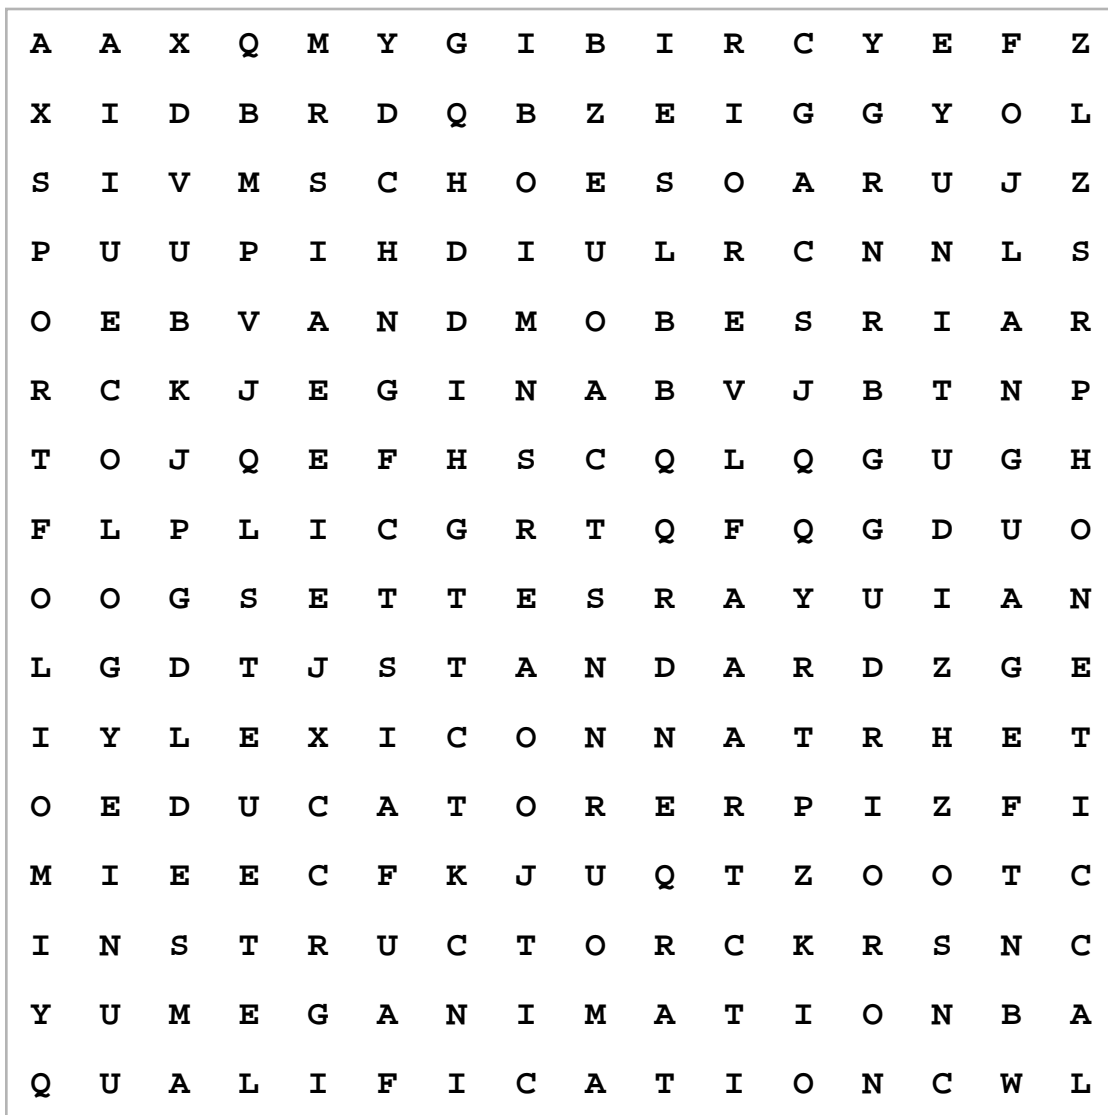 A A X Q M Y G I B I R C Y E F Z
X I D B R D Q B Z E I G G Y O L
S I V M S C H O E S O A R U J Z
P U U P I H D I U L R C N N L S
O E B V A N D M O B E S R I A R
R C K J E G I N A B V J B T N P
T O J Q E F H S C Q L Q G U G H
F L P L I C G R T Q F Q G D U O
O O G S E T T E S R A Y U I A N
L G D T J S T A N D A R D Z G E
I Y L E X I C O N N A T R H E T
O E D U C A T O R E R P I Z F I
M I E E C F K J U Q T Z O O T C
I N S T R U C T O R C K R S N C
Y U M E G A N I M A T I O N B A
Q U A L I F I C A T I O N C W L